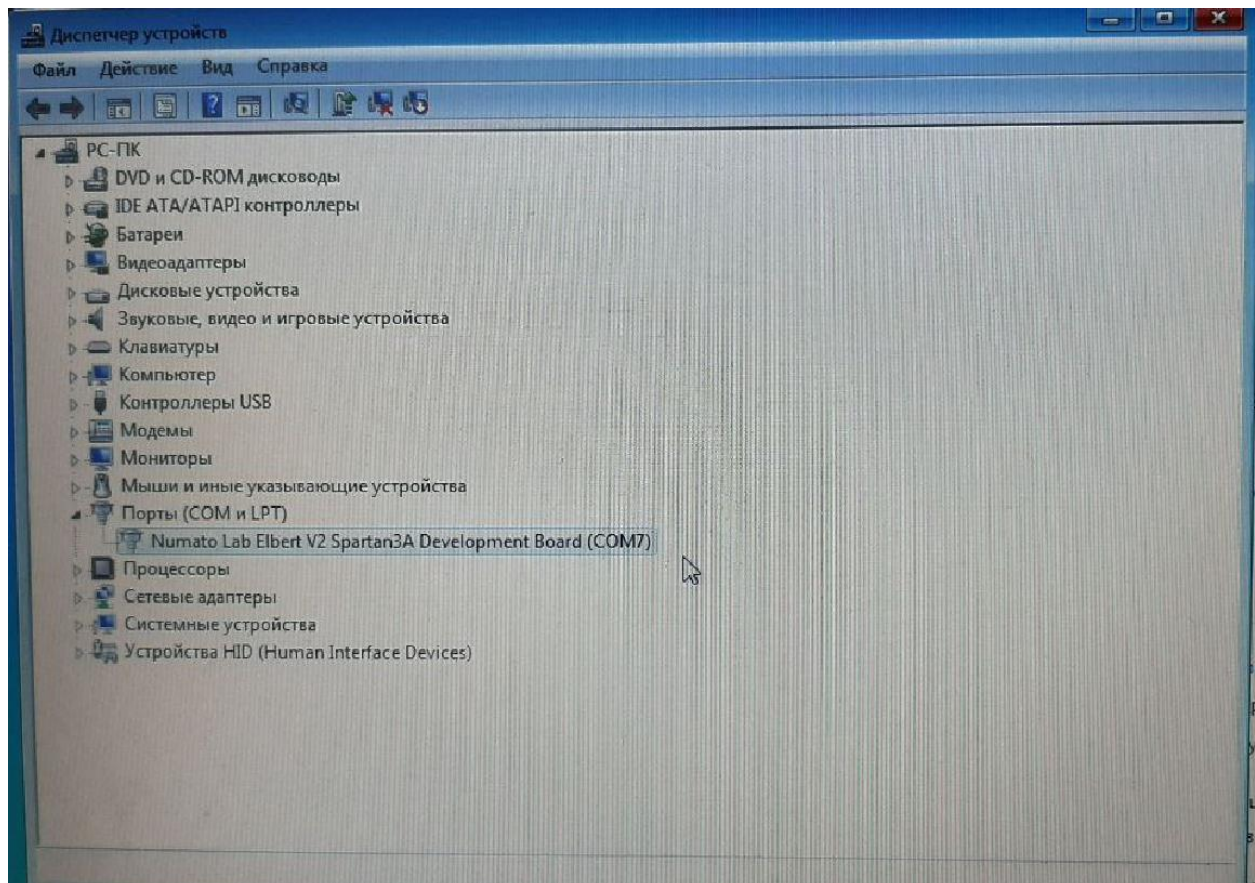 Диспетчер устройств
Файл Действие Вид Справка
PC-ПК
DVD и CD-ROM дисководы
IDE ATA/ATAPI контроллеры
Батареи
Видеоадаптеры
Дисковые устройства
Звуковые, видео и игровые устройства
Клавиатуры
Компьютер
Контроллеры USB
Модемы
Мониторы
Мыши и иные указывающие устройства
Порты (COM и LPT)
Numato Lab Elbert V2 Spartan3A Development Board (COM7)
Процессоры
Сетевые адаптеры
Системные устройства
Устройства HID (Human Interface Devices)